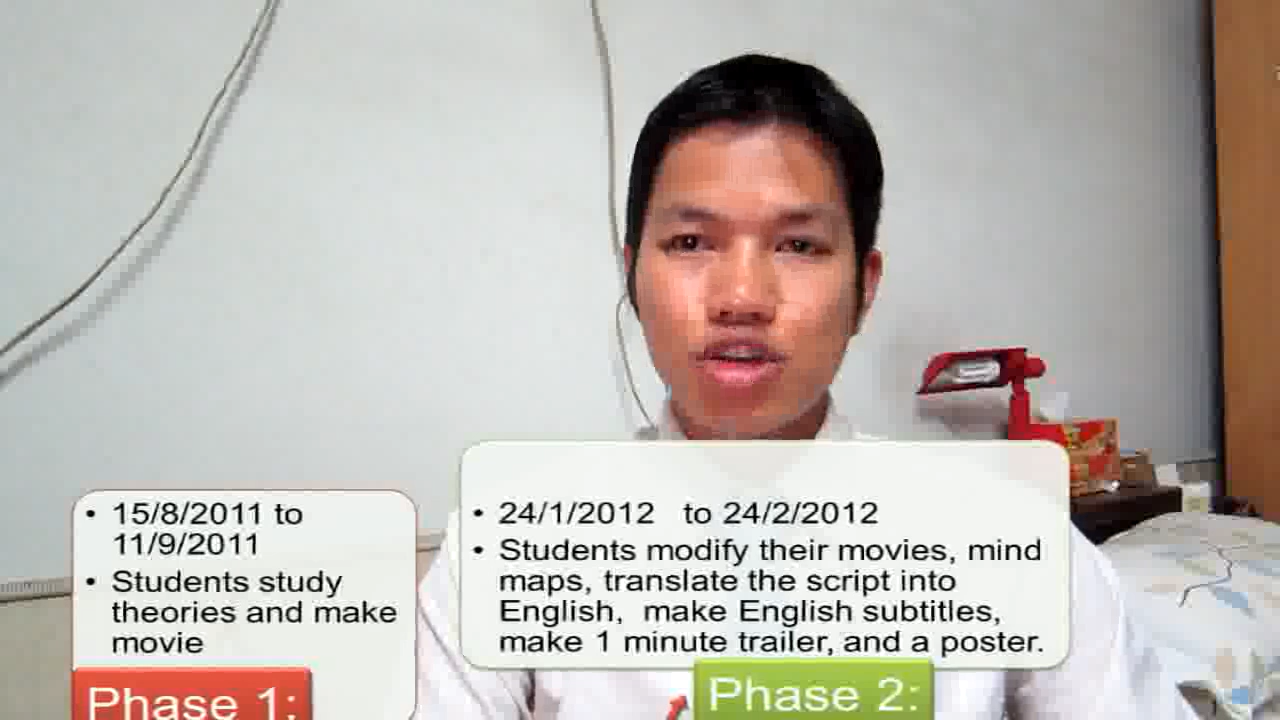 • 15/8/2011 to
11/9/2011
• Students study
theories and make
movie
Phase 1:
• 24/1/2012 to 24/2/2012
• Students modify their movies, mind
maps, translate the script into
English, make English subtitles,
make 1 minute trailer, and a poster.
Phase 2: